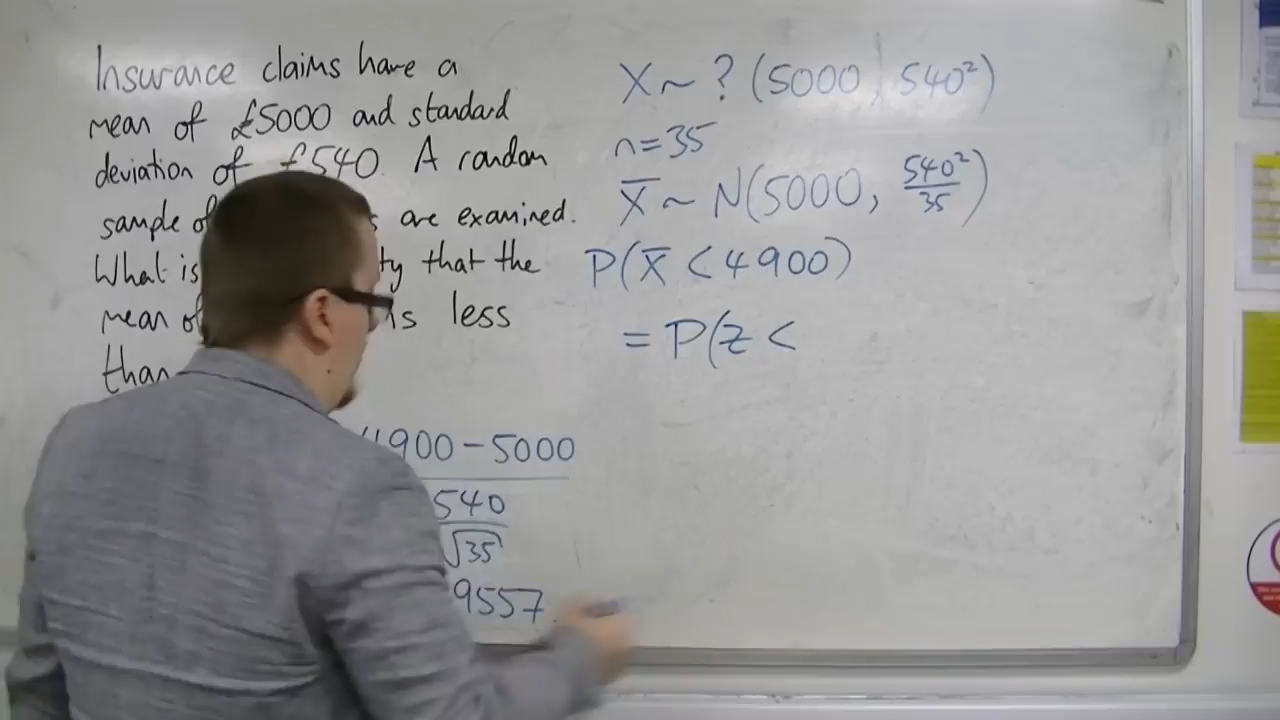 Insurance claims have a
mean of £5000 and standard
deviation of £540. A random
sample of are examined.
What is that the
mean of is less
than
4900 - 5000
540
√35
9557
X ~ ? (5000, 540²)
n=35
X̅ ~ N(5000, 540²/35)
P(X̅ < 4900)
= P(z <